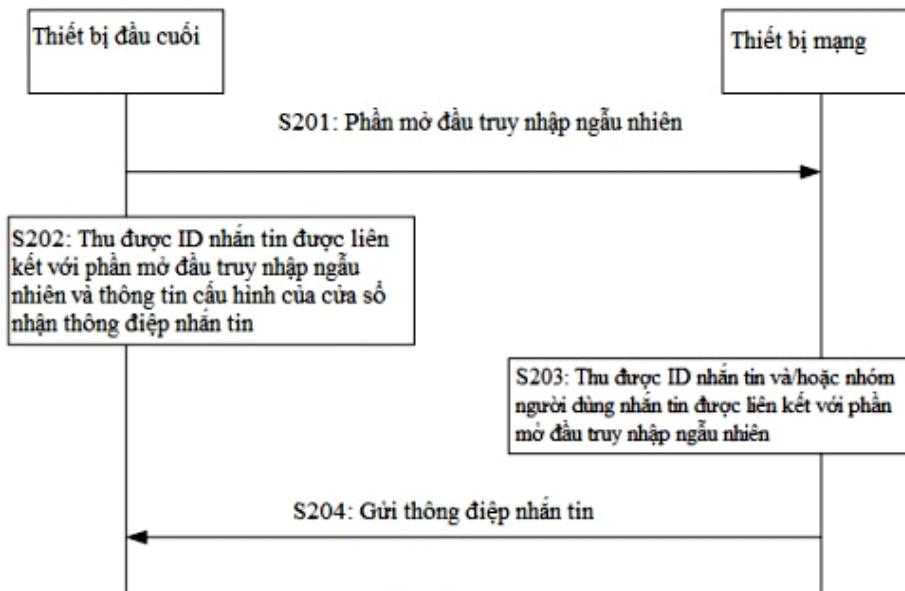 Thiết bị đầu cuối
Thiết bị mạng
S201: Phần mở đầu truy nhập ngẫu nhiên
S202: Thu được ID nhắn tin được liên
kết với phần mở đầu truy nhập ngẫu
nhiên và thông tin cấu hình của cửa sổ
nhận thông điệp nhắn tin
S203: Thu được ID nhắn tin và/hoặc nhóm
người dùng nhắn tin được liên kết với phần
mở đầu truy nhập ngẫu nhiên
S204: Gửi thông điệp nhắn tin